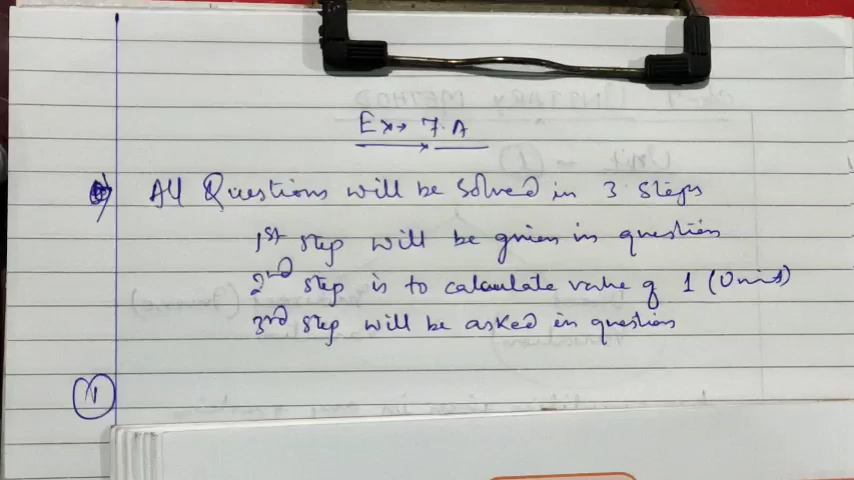 Ex → 7.A
All Questions will be solved in 3 steps
1st step will be given in question
2nd step is to calculate value of 1 (Unit)
3rd step will be asked in question
1